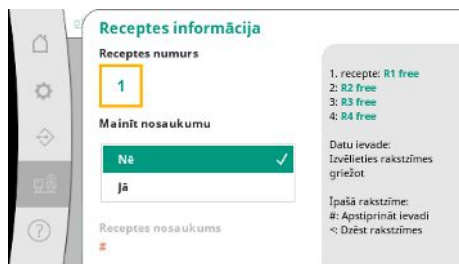 Receptes informācija
Receptes numurs
1
Mainīt nosaukumu
Nē
Jā
Receptes nosaukums
#
1. recepte: R1 free
2: R2 free
3: R3 free
4: R4 free
Datu ievade:
Izvēlieties rakstzīmes
griežot
Īpašā rakstzīme:
#: Apstiprināt ievadi
<: Dzēst rakstzīmes
?